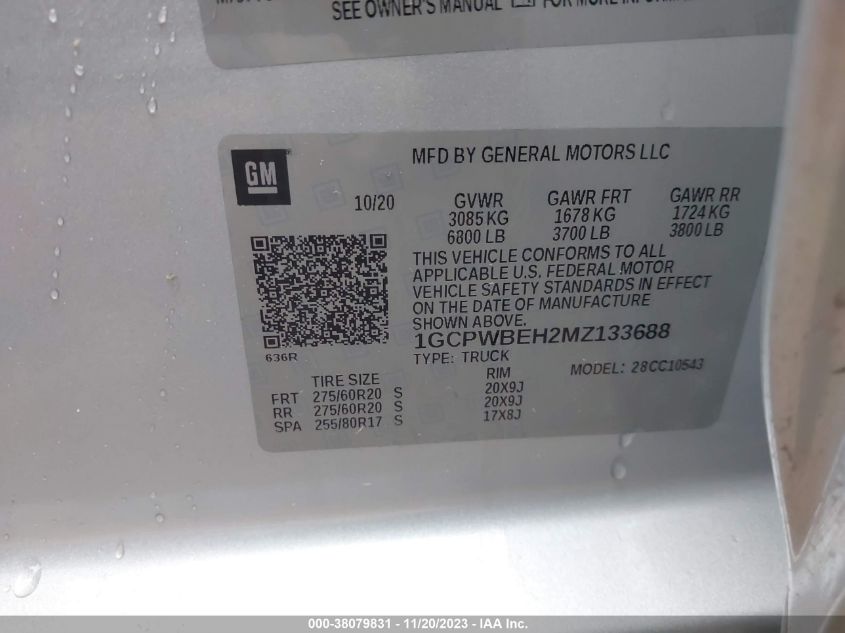 SEE OWNER'S MANUAL FOR MORE
GM
MFD BY GENERAL MOTORS LLC
10/20 GVWR GAWR FRT GAWR RR
3085 KG 1678 KG 1724 KG
6800 LB 3700 LB 3800 LB
THIS VEHICLE CONFORMS TO ALL
APPLICABLE U.S. FEDERAL MOTOR
VEHICLE SAFETY STANDARDS IN EFFECT
ON THE DATE OF MANUFACTURE
SHOWN ABOVE.
1GCPWBEH2MZ133688
636R TYPE: TRUCK MODEL: 28CC10543
TIRE SIZE RIM
FRT 275/60R20 S 20X9J
RR 275/60R20 S 20X9J
SPA 255/80R17 S 17X8J
000-38079831 - 11/20/2023 - IAA Inc.